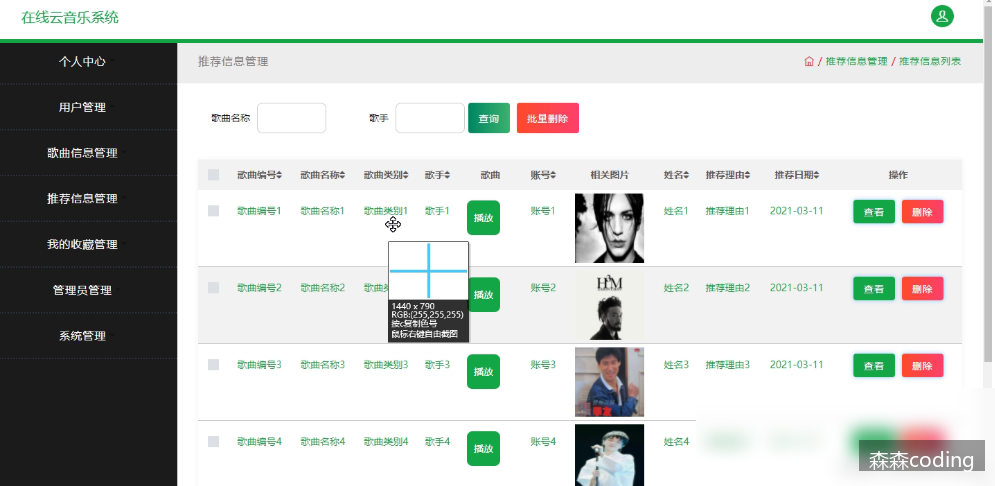 在线云音乐系统
个人中心
用户管理
歌曲信息管理
推荐信息管理
我的收藏管理
管理员管理
系统管理
推荐信息管理
/ 推荐信息管理 / 推荐信息列表
歌曲名称 歌手 查询 批量删除
歌曲编号 歌曲名称 歌曲类别 歌手 歌曲 账号 相关图片 姓名 推荐理由 推荐日期 操作
歌曲编号1 歌曲名称1 歌曲类别1 歌手1 播放 账号1 姓名1 推荐理由1 2021-03-11 查看 删除
歌曲编号2 歌曲名称2 播放 账号2 姓名2 推荐理由2 2021-03-11 查看 删除
1440 x 790
RGB:(255,255,255)
按c复制色号
鼠标右键自由截图
歌曲编号3 歌曲名称3 歌曲类别3 歌手3 播放 账号3 姓名3 推荐理由3 2021-03-11 查看 删除
歌曲编号4 歌曲名称4 歌曲类别4 歌手4 播放 账号4 姓名4
森森coding